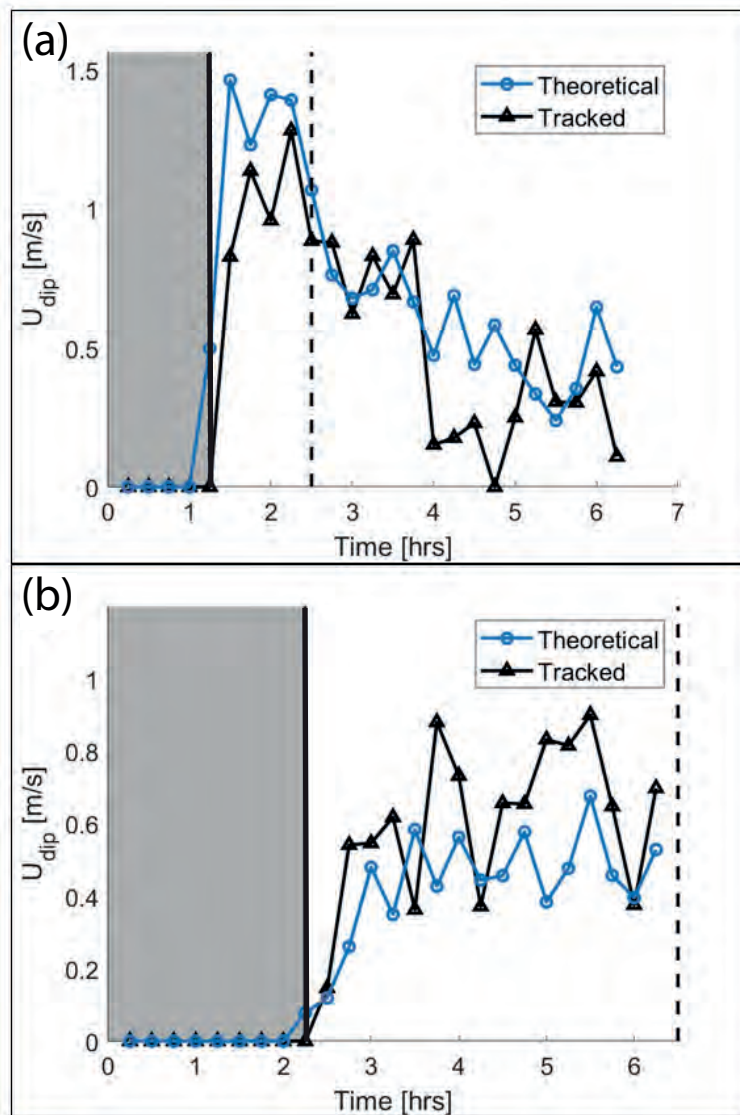 (a)
1.5
1
0.5
0
U_dip [m/s]
Theoretical
Tracked
0 1 2 3 4 5 6 7
Time [hrs]
(b)
1
0.8
0.6
0.4
0.2
0
U_dip [m/s]
Theoretical
Tracked
0 1 2 3 4 5 6
Time [hrs]